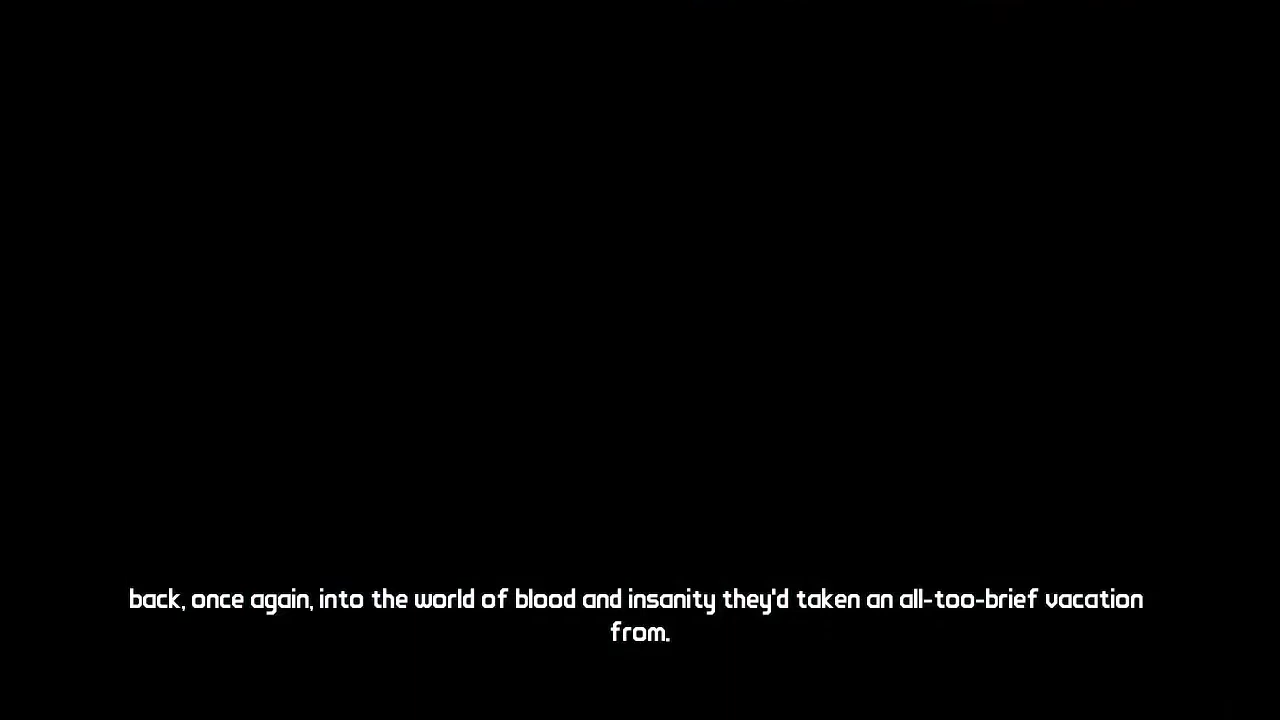 back, once again, into the world of blood and insanity they'd taken an all-too-brief vacation
from.